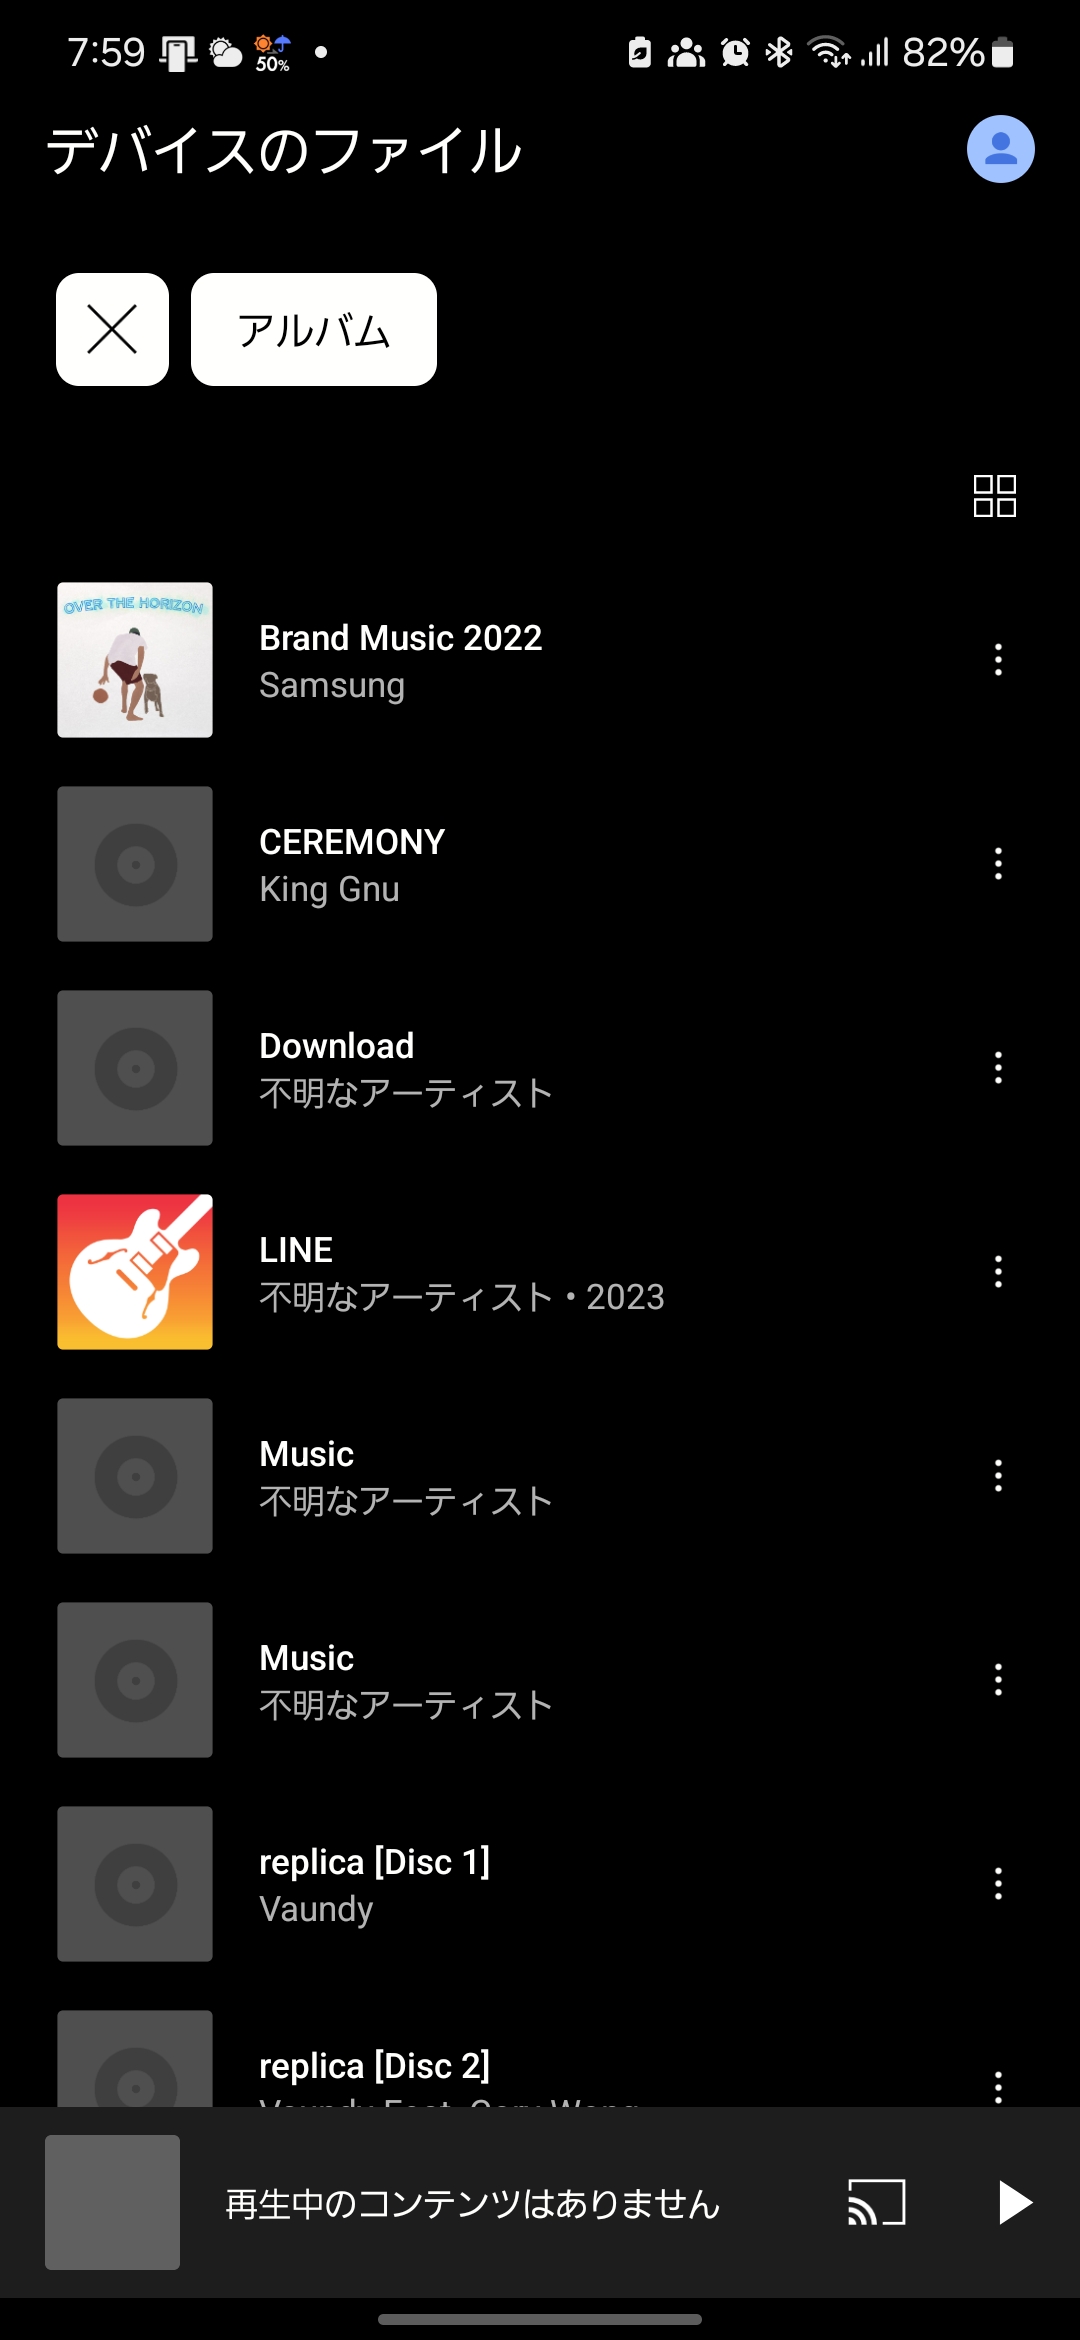 7:59
50%
82%
デバイスのファイル
アルバム
OVER THE HORIZON
Brand Music 2022
Samsung
CEREMONY
King Gnu
Download
不明なアーティスト
LINE
不明なアーティスト • 2023
Music
不明なアーティスト
Music
不明なアーティスト
replica [Disc 1]
Vaundy
replica [Disc 2]
Vaundy Feat. Cory Wong
再生中のコンテンツはありません